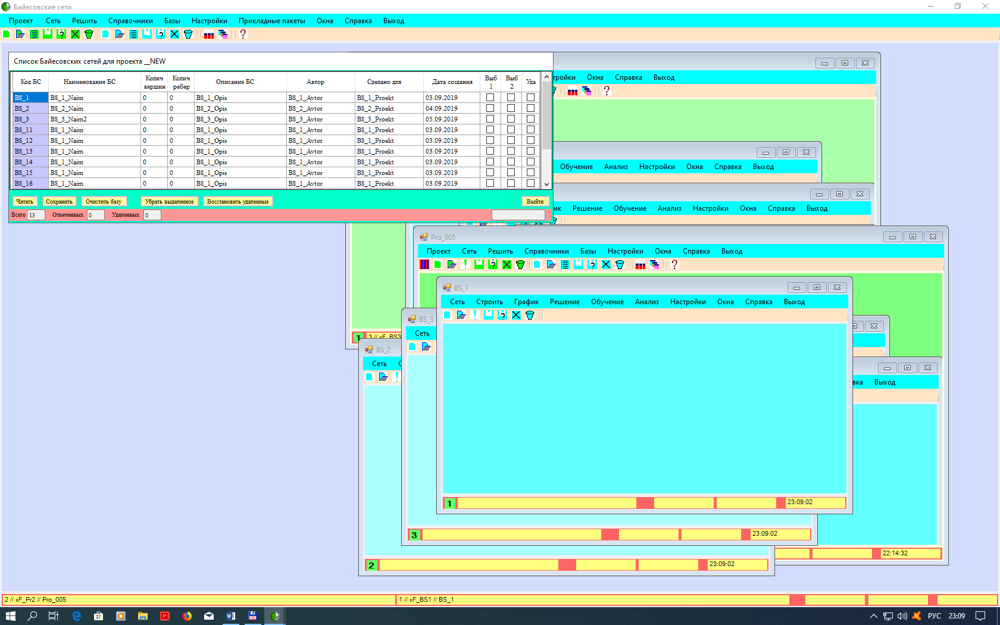 Байесовские сети
Проект Сеть Решить Справочники Базы Настройки Прикладные пакеты Окна Справка Выход
Список Байесовских сетей для проекта __NEW
Код БС Наименование БС Колич вершин Колич ребер Описание БС Автор Сделано для Дата создания Выб 1 Выб 2 Уда
BS_1 BS_1_Naim 0 0 BS_1_Opis BS_1_Avtor BS_1_Proekt 03.09.2019
BS_2 BS_2_Naim 0 0 BS_2_Opis BS_2_Avtor BS_2_Proekt 04.09.2019
BS_3 BS_3_Naim2 0 0 BS_3_Opis BS_3_Avtor BS_3_Proekt 05.09.2019
BS_11 BS_1_Naim 0 0 BS_1_Opis BS_1_Avtor BS_1_Proekt 03.09.2019
BS_12 BS_1_Naim 0 0 BS_1_Opis BS_1_Avtor BS_1_Proekt 03.09.2019
BS_13 BS_1_Naim 0 0 BS_1_Opis BS_1_Avtor BS_1_Proekt 03.09.2019
BS_14 BS_1_Naim 0 0 BS_1_Opis BS_1_Avtor BS_1_Proekt 03.09.2019
BS_15 BS_1_Naim 0 0 BS_1_Opis BS_1_Avtor BS_1_Proekt 03.09.2019
BS_16 BS_1_Naim 0 0 BS_1_Opis BS_1_Avtor BS_1_Proekt 03.09.2019
Читать Сохранить Очистить базу Убрать выделенное Восстановить удаленные Выйти
Всего 13 Отмеченных 0 Удаленных 0
тройки Окна Справка Выход
Обучение Анализ Настройки Окна Справка Выход
ик Решение Обучение Анализ Настройки Окна Справка Выход
Pro_005
Проект Сеть Решить Справочники Базы Настройки Окна Справка Выход
BS_1
Сеть Строить График Решение Обучение Анализ Настройки Окна Справка Выход
BS_3
Сеть
1 3 // xF_BS3
BS_2
Сеть С
вка Выход
1 23:09:02
3 23:09:02
22:14:32
2 23:09:02
2 // xF_Pr2 // Pro_005 1 // xF_BS1 // BS_1
РУС 23:09